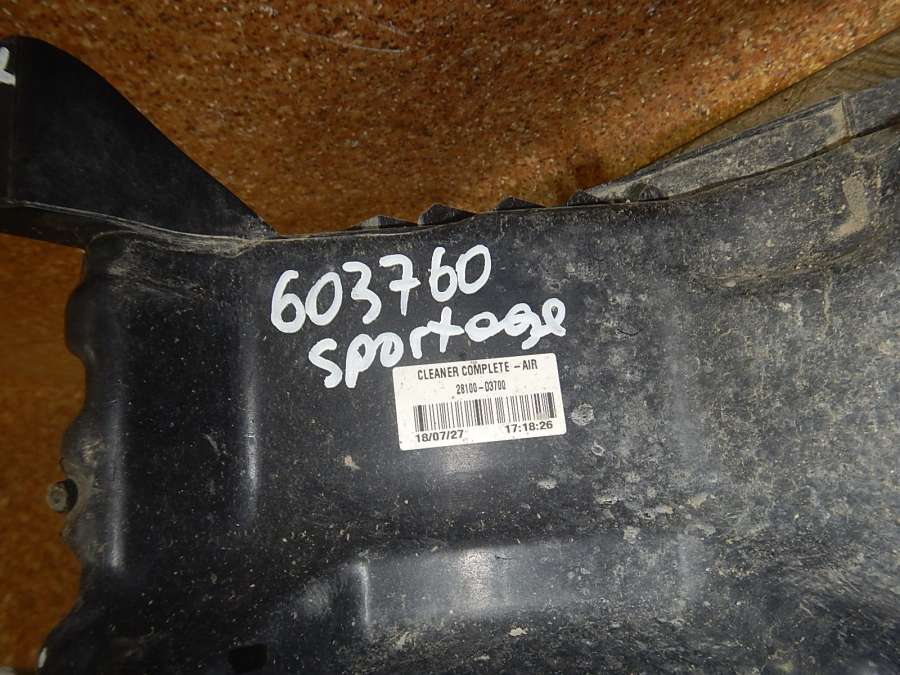 603760
sportage
CLEANER COMPLETE - AIR
28100-D3700
18/07/27 17:18:26